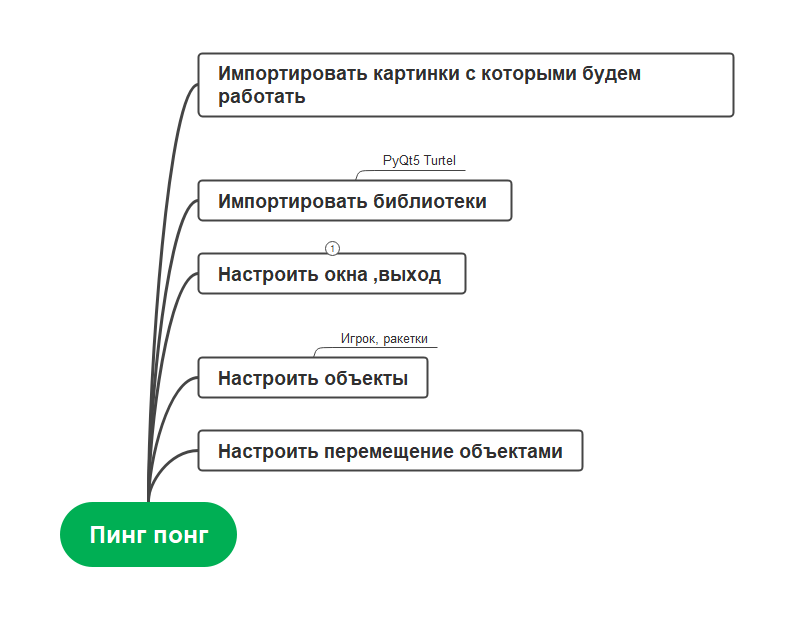 Импортировать картинки с которыми будем
работать
PyQt5 Turtel
Импортировать библиотеки
1
Настроить окна ,выход
Игрок, ракетки
Настроить объекты
Настроить перемещение объектами
Пинг понг